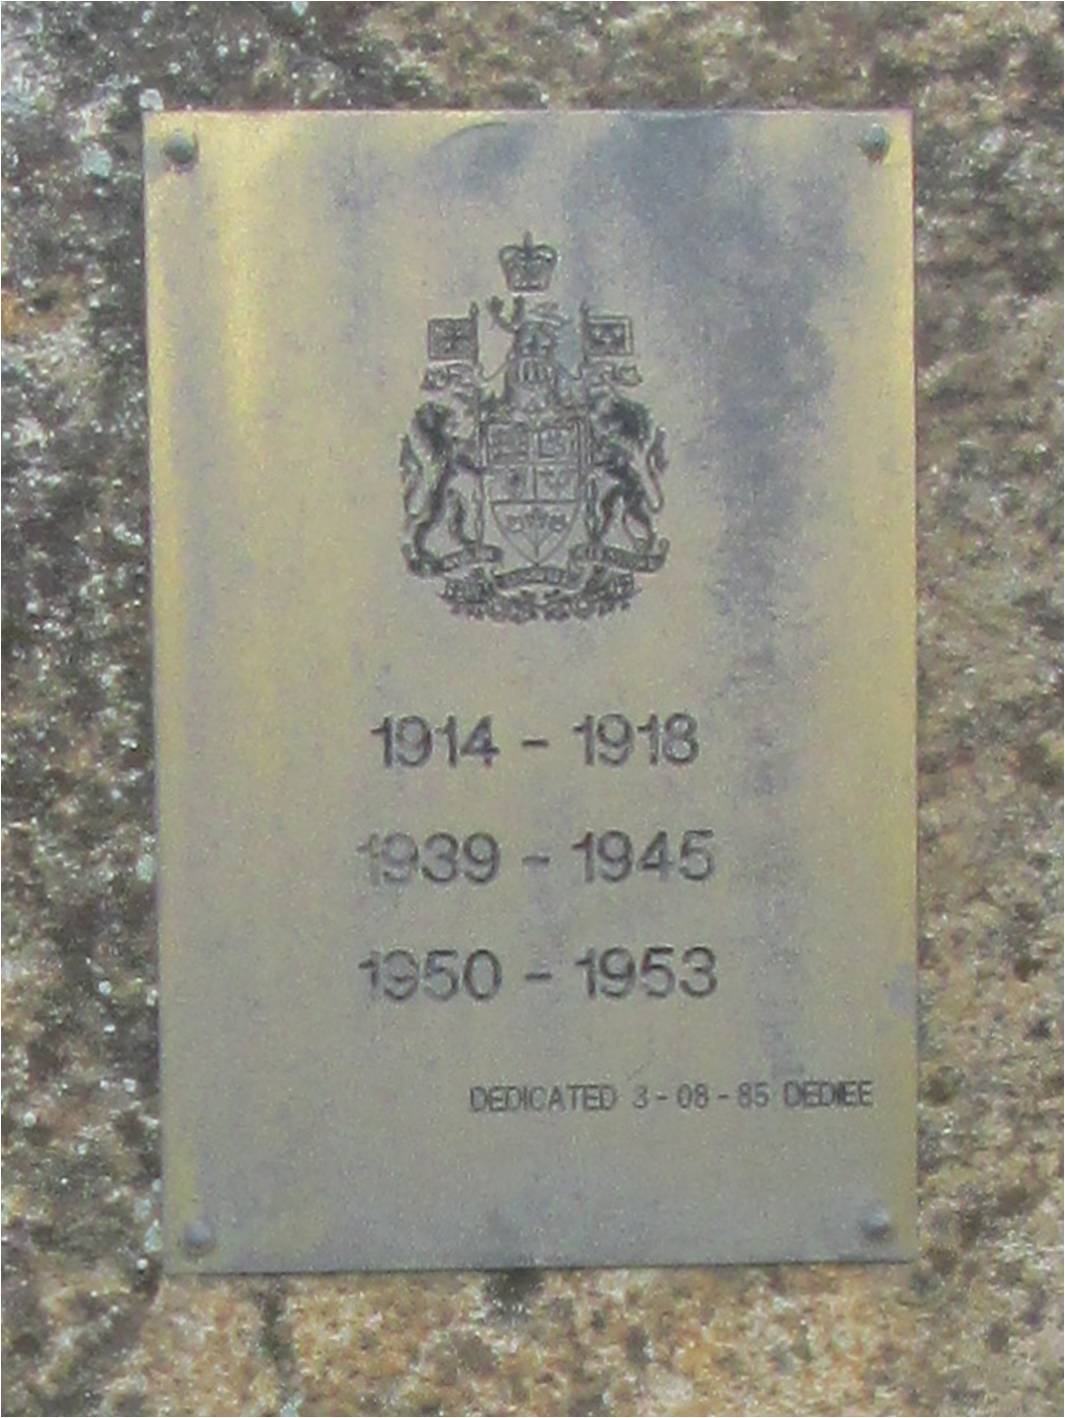 1914 - 1918
1939 - 1945
1950 - 1953
DEDICATED 3-08-85 DEDIEE